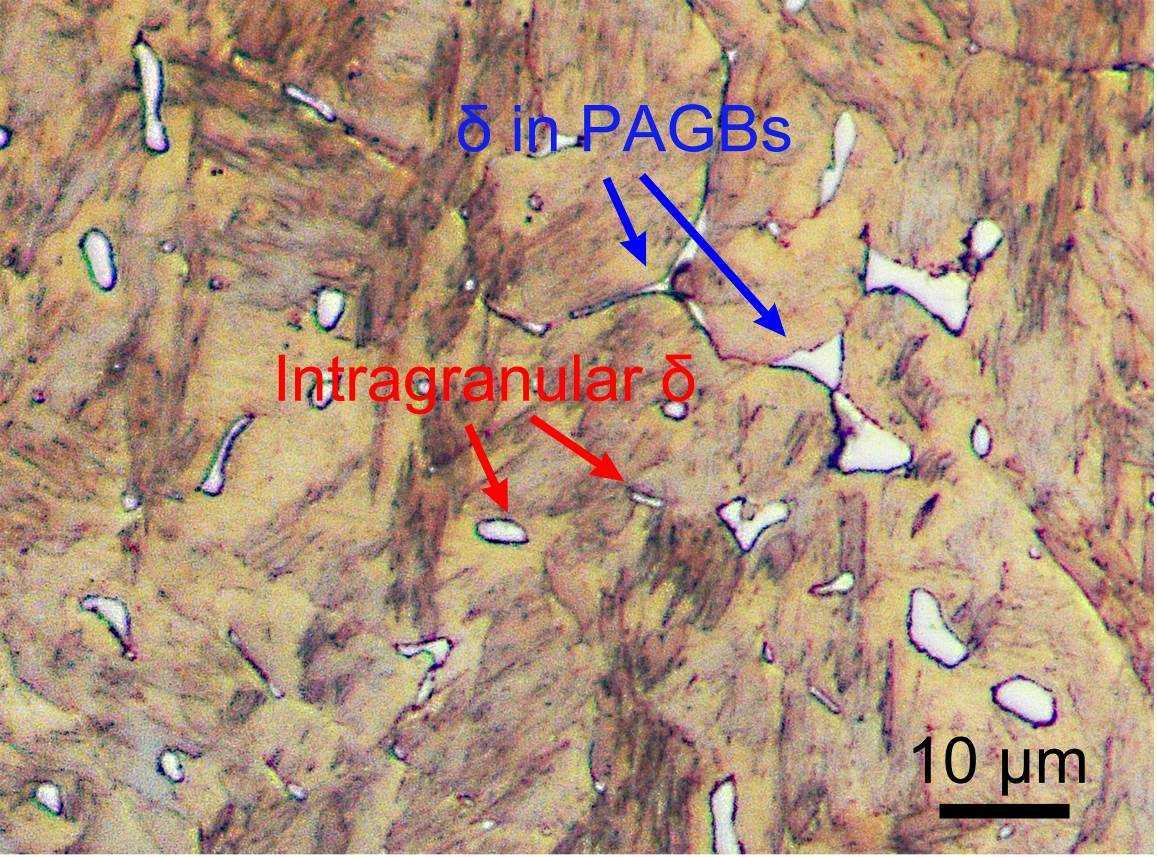 δ in PAGBs
Intragranular δ
10 μm